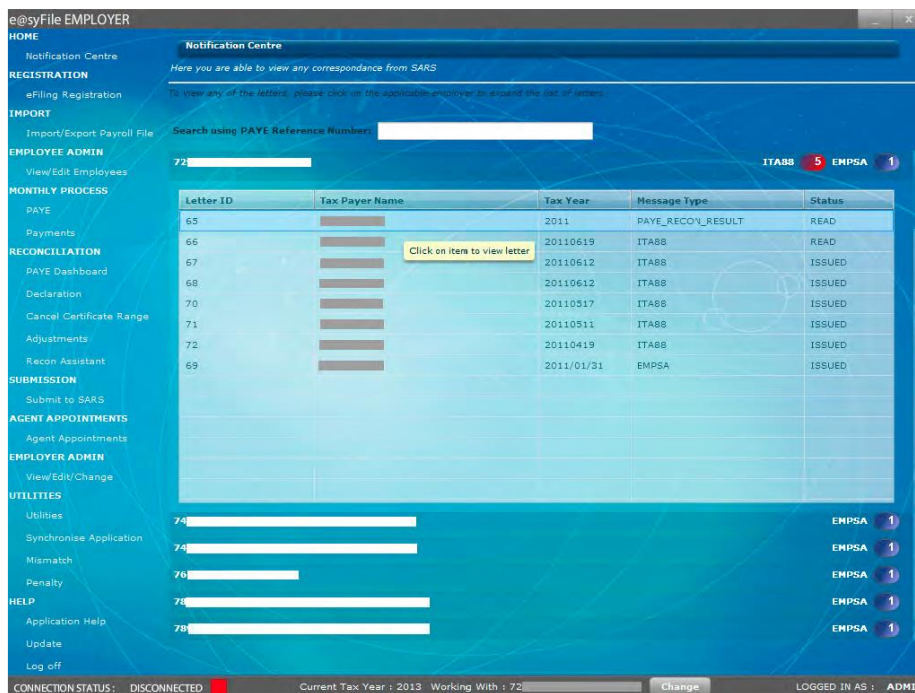 e@syFile EMPLOYER
HOME
Notification Centre
REGISTRATION
eFiling Registration
IMPORT
Import/Export Payroll File
EMPLOYEE ADMIN
View/Edit Employees
MONTHLY PROCESS
PAYE
Payments
RECONCILIATION
PAYE Dashboard
Declaration
Cancel Certificate Range
Adjustments
Recon Assistant
SUBMISSION
Submit to SARS
AGENT APPOINTMENTS
Agent Appointments
EMPLOYER ADMIN
View/Edit/Change
UTILITIES
Utilities
Synchronise Application
Mismatch
Penalty
HELP
Application Help
Update
Log off
Notification Centre
Here you are able to view any correspondance from SARS
To view any of the letters, please click on the applicable employer to expand the list of letters.
Search using PAYE Reference Number:
72 ITA88 5 EMPSA 1
Letter ID Tax Payer Name Tax Year Message Type Status
65 2011 PAYE_RECON_RESULT READ
66 20110619 ITA88 READ
Click on item to view letter
67 20110612 ITA88 ISSUED
68 20110612 ITA88 ISSUED
70 20110517 ITA88 ISSUED
71 20110511 ITA88 ISSUED
72 20110419 ITA88 ISSUED
69 2011/01/31 EMPSA ISSUED
74 EMPSA 1
74 EMPSA 1
76 EMPSA 1
78 EMPSA 1
78 EMPSA 1
CONNECTION STATUS : DISCONNECTED Current Tax Year : 2013 Working With : 72 Change LOGGED IN AS : ADMI